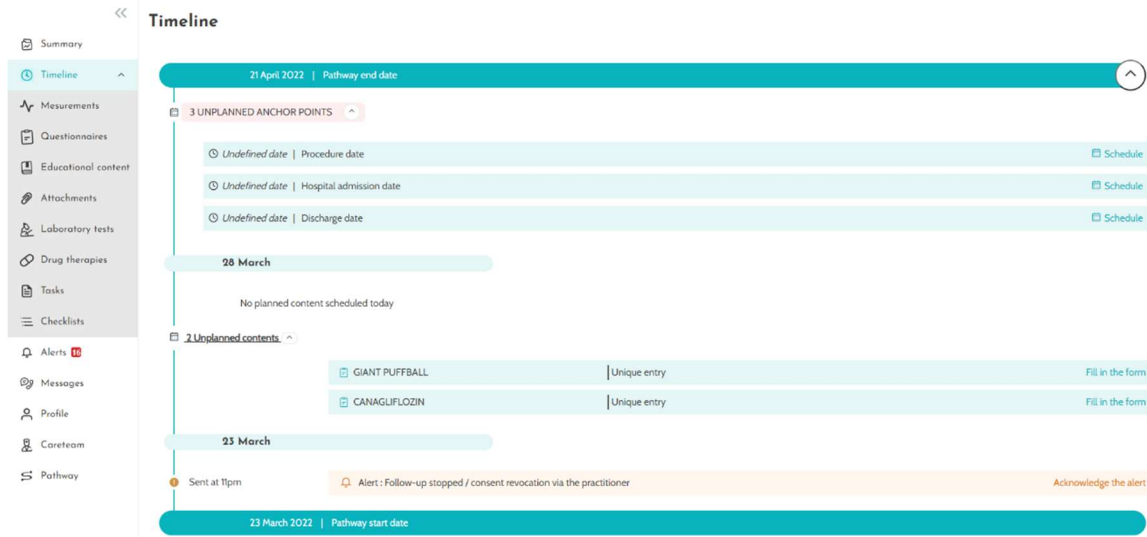 Timeline
Summary
Timeline
Mesurements
Questionnaires
Educational content
Attachments
Laboratory tests
Drug therapies
Tasks
Checklists
Alerts 16
Messages
Profile
Careteam
Pathway
21 April 2022 | Pathway end date
3 UNPLANNED ANCHOR POINTS
Undefined date | Procedure date Schedule
Undefined date | Hospital admission date Schedule
Undefined date | Discharge date Schedule
28 March
No planned content scheduled today
2 Unplanned contents
GIANT PUFFBALL Unique entry Fill in the form
CANAGLIFLOZIN Unique entry Fill in the form
23 March
Sent at 11pm Alert : Follow-up stopped / consent revocation via the practitioner Acknowledge the alert
23 March 2022 | Pathway start date